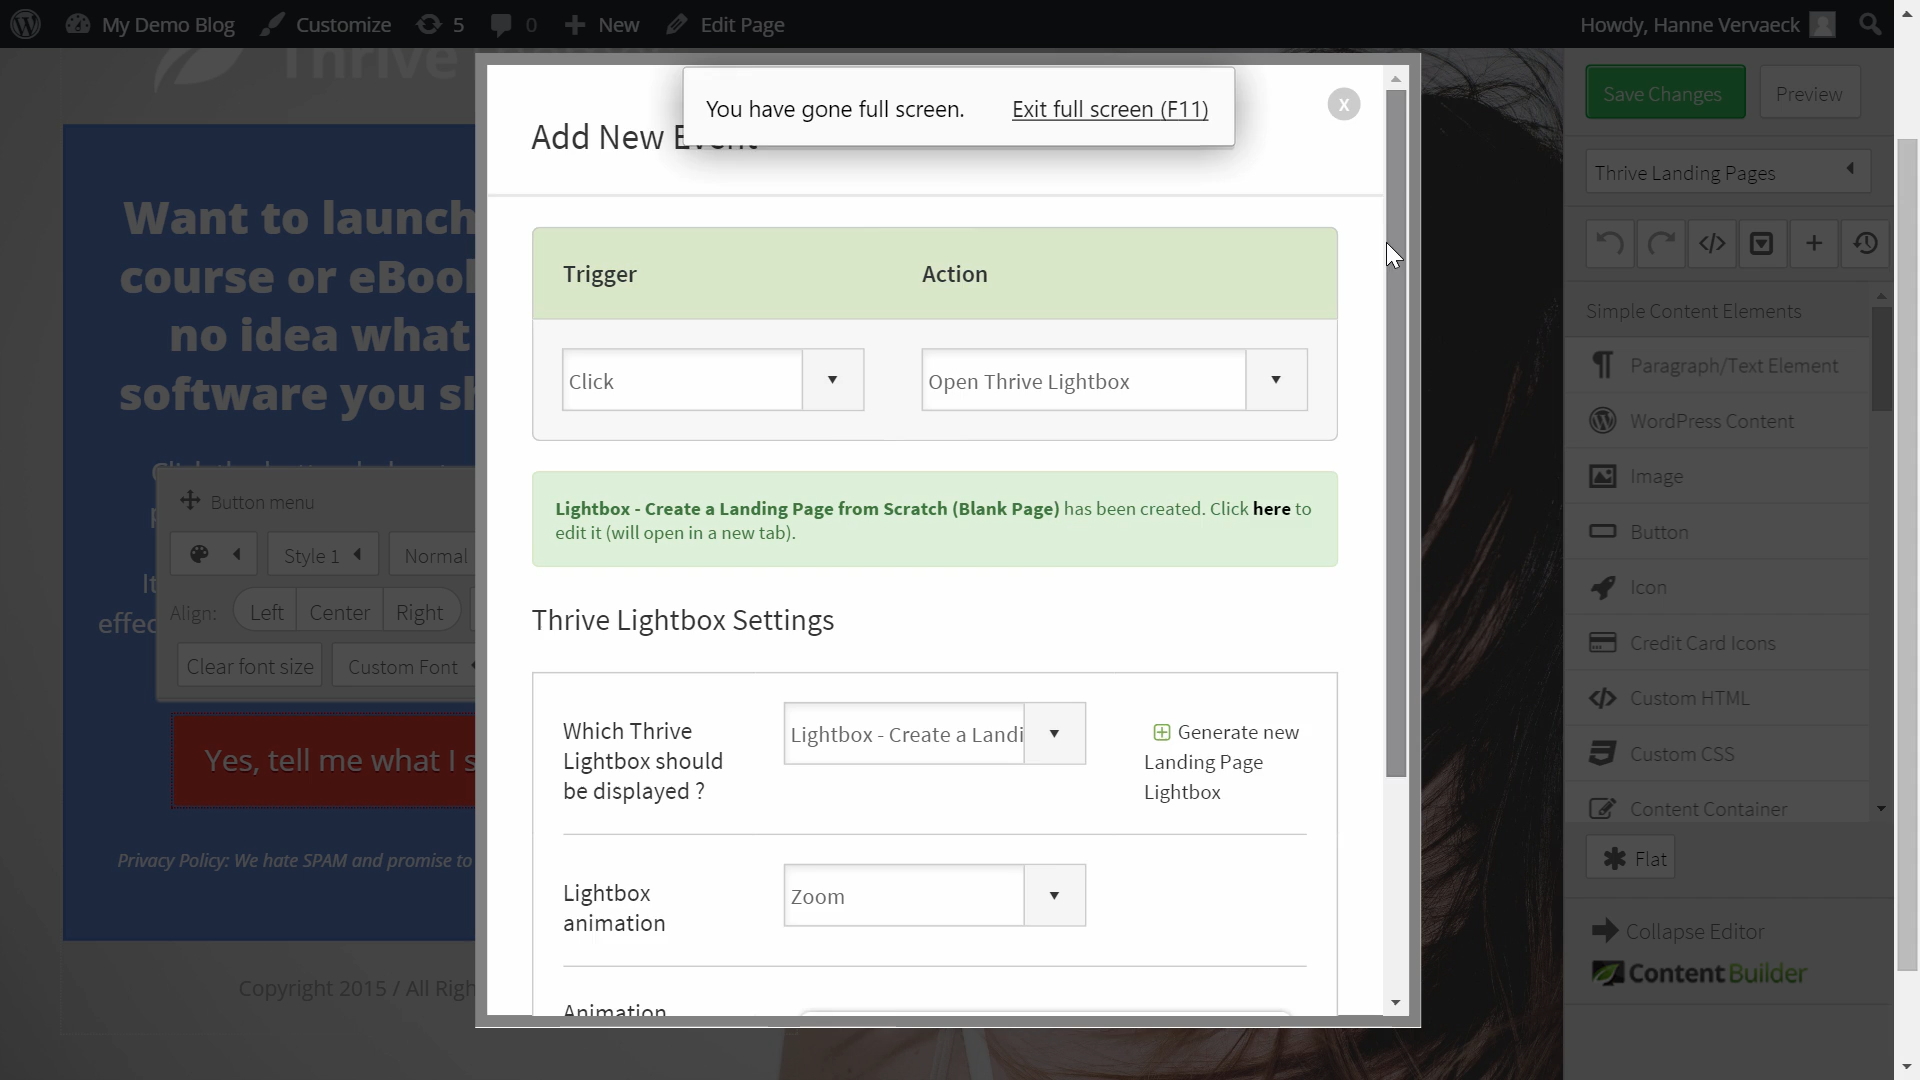 My Demo Blog Customize 5 0 New Edit Page Howdy, Hanne Vervaeck
Thrive
You have gone full screen. Exit full screen (F11)
x
Add New Event
Trigger Action
Click Open Thrive Lightbox
Lightbox - Create a Landing Page from Scratch (Blank Page) has been created. Click here to
edit it (will open in a new tab).
Thrive Lightbox Settings
Which Thrive
Lightbox should
be displayed ?
Lightbox - Create a Landi
Generate new
Landing Page
Lightbox
Lightbox
animation
Zoom
Animation
Want to launch
course or eBoo
no idea what
software you sh
Button menu
Style 1 Normal
It
effec
Align: Left Center Right
Clear font size Custom Font
Yes, tell me what I s
Privacy Policy: We hate SPAM and promise to
Copyright 2015 / All Righ
Save Changes Preview
Thrive Landing Pages
Simple Content Elements
Paragraph/Text Element
WordPress Content
Image
Button
Icon
Credit Card Icons
Custom HTML
Custom CSS
Content Container
Flat
Collapse Editor
Content Builder